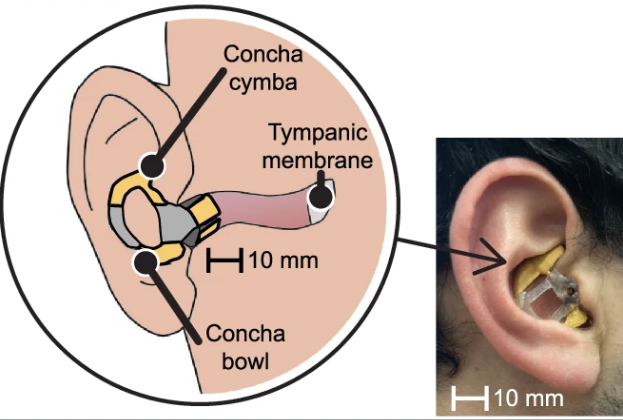 Concha
cymba
Tympanic
membrane
10 mm
Concha
bowl
10 mm